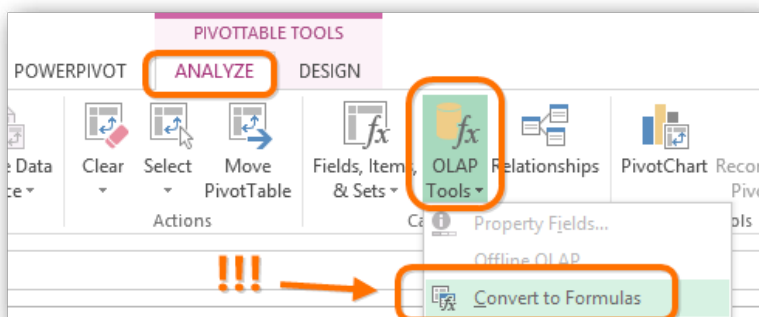 PIVOTTABLE TOOLS
POWERPIVOT ANALYZE DESIGN
Data Clear Select Move Fields, Items, OLAP Relationships PivotChart
PivotTable & Sets Tools
Actions
Property Fields...
Offline OLAP
!!!
Convert to Formulas